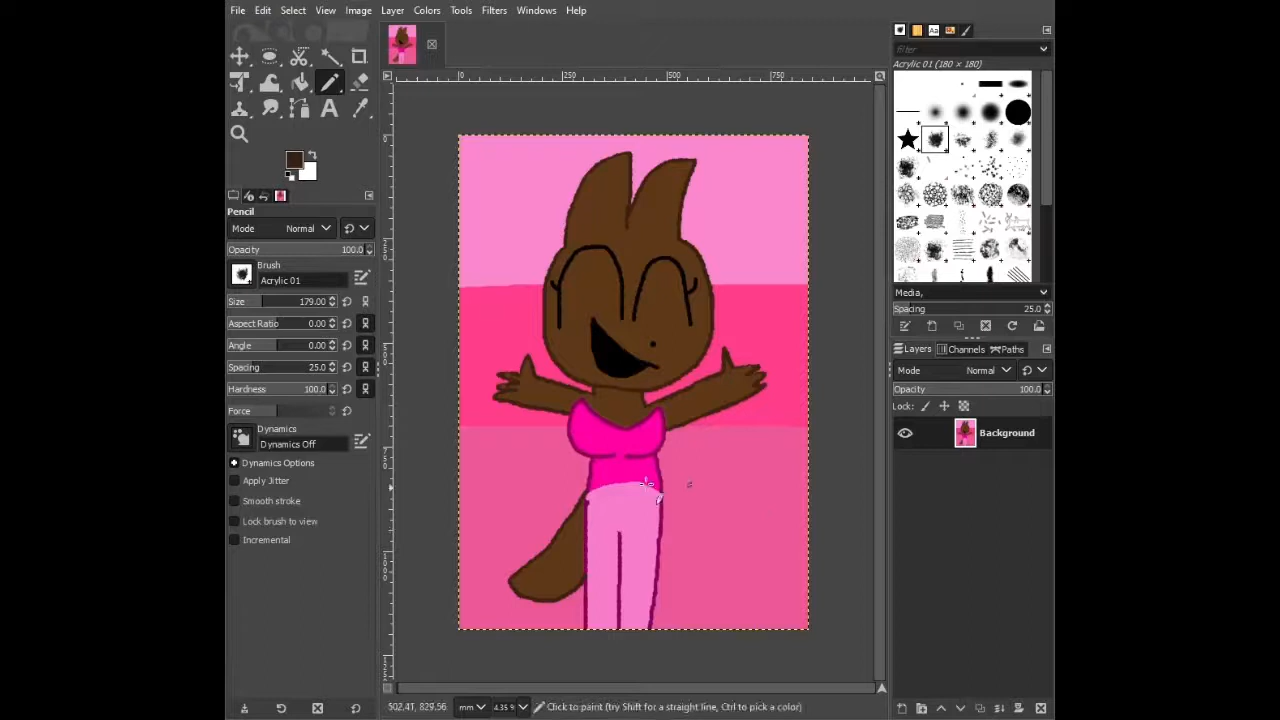 File Edit Select View Image Layer Colors Tools Filters Windows Help
Pencil
Mode Normal
Opacity 100.0
Brush
Acrylic 01
Size 179.00
Aspect Ratio 0.00
Angle 0.00
Spacing 25.0
Hardness 100.0
Force
Dynamics
Dynamics Off
Dynamics Options
Apply Jitter
Smooth stroke
Lock brush to view
Incremental
0 250 500 750
filter
Acrylic 01 (180 × 180)
Media,
Spacing 25.0
Layers Channels Paths
Mode Normal
Opacity 100.0
Lock:
Background
mm Click to paint (try Shift for a straight line, Ctrl to pick a color)